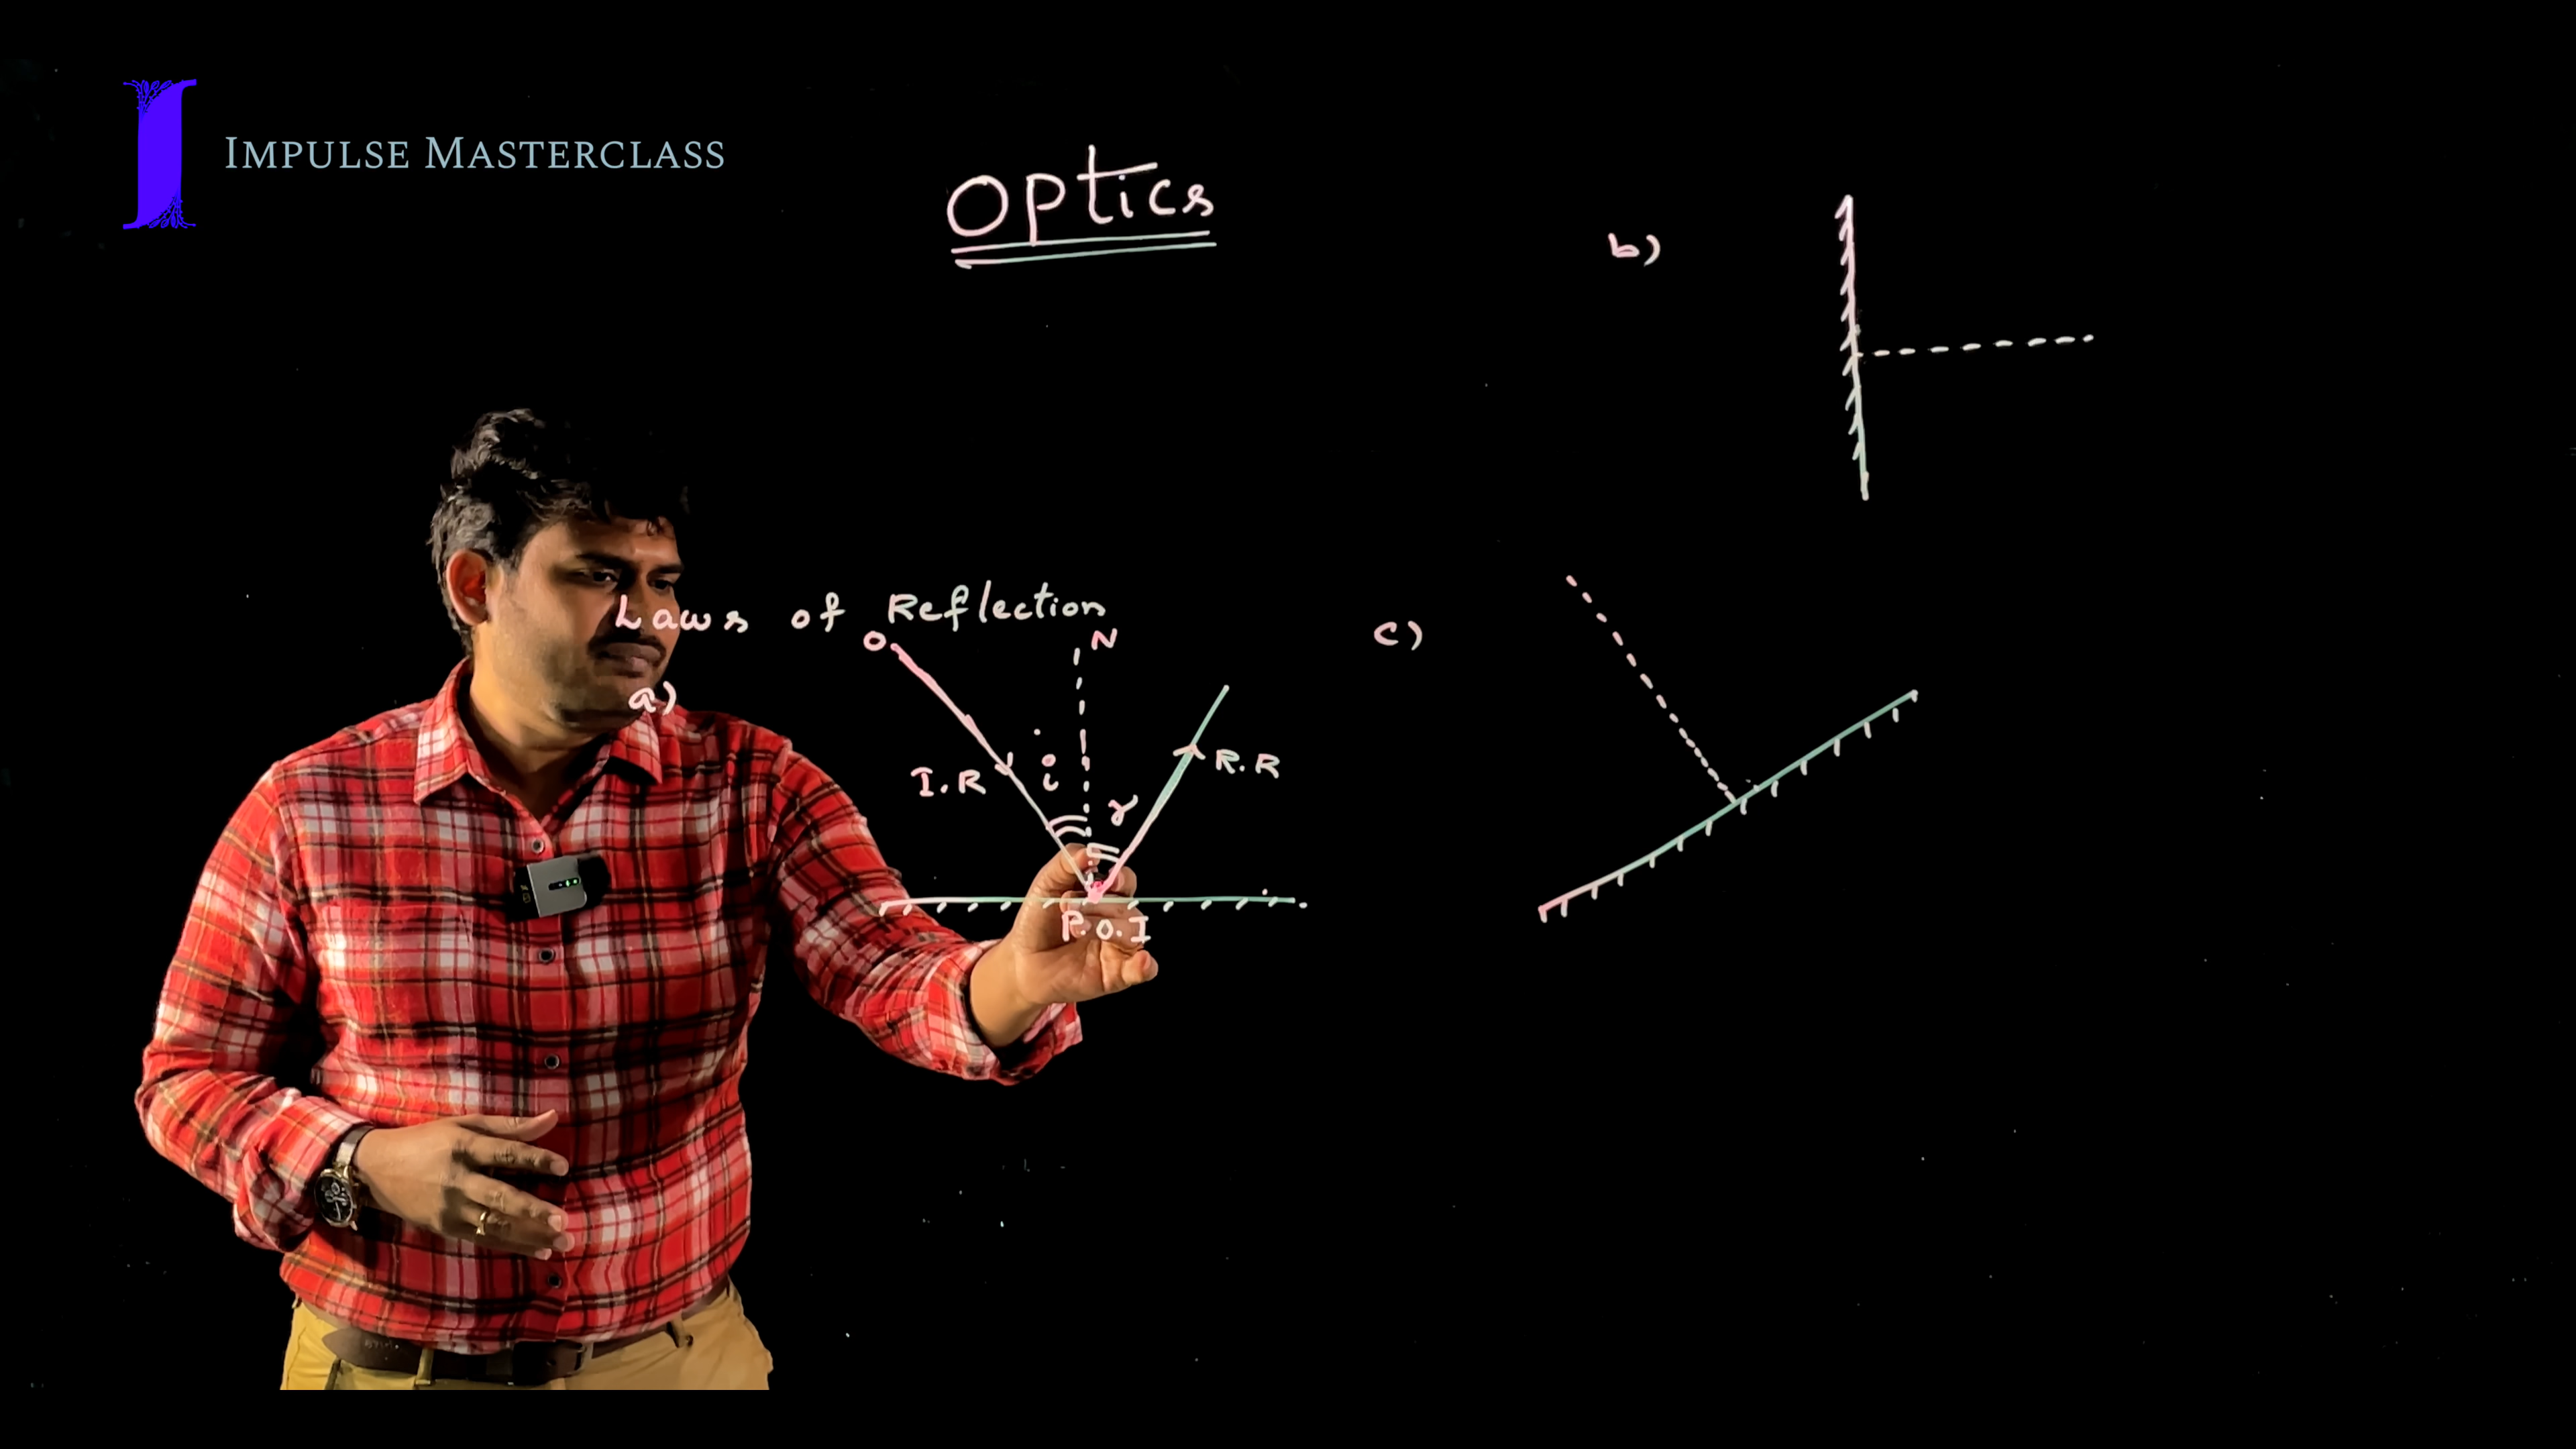 IMPULSE MASTERCLASS
Optics
b)
Laws of Reflection
O
N
c)
a)
I.R
i
R.R
r
P.O.I